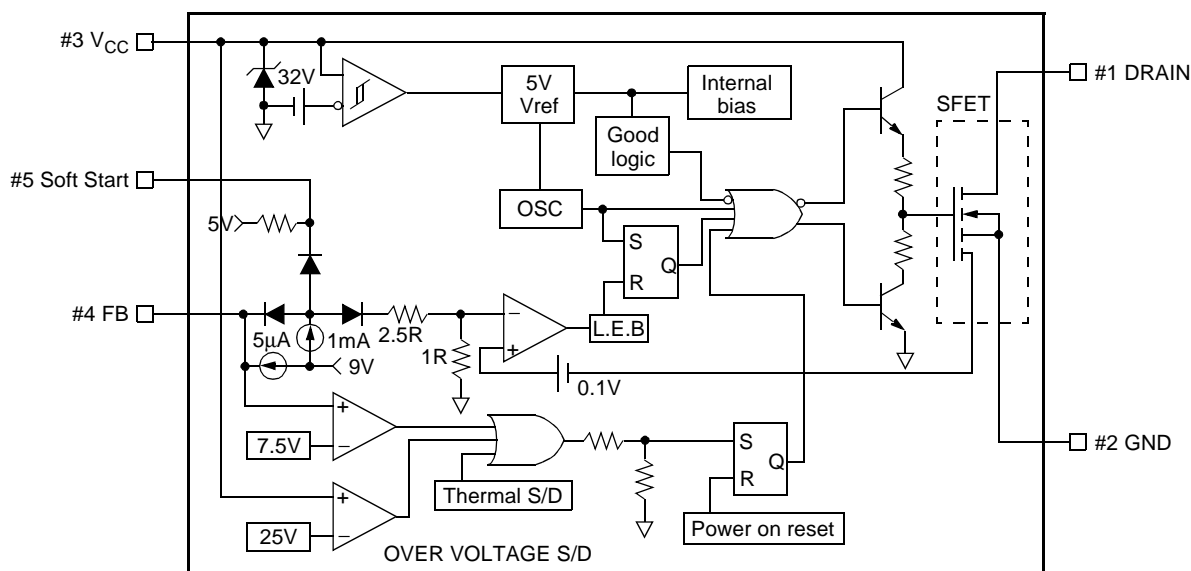 #3 VCC
32V
5V
Vref
Internal
bias
#1 DRAIN
SFET
Good
logic
#5 Soft Start
5V
OSC
S
R
Q
#4 FB
5μA
1mA
2.5R
9V
1R
−
+
L.E.B
0.1V
+
7.5V
−
Thermal S/D
S
R
Q
#2 GND
+
25V
−
Power on reset
OVER VOLTAGE S/D